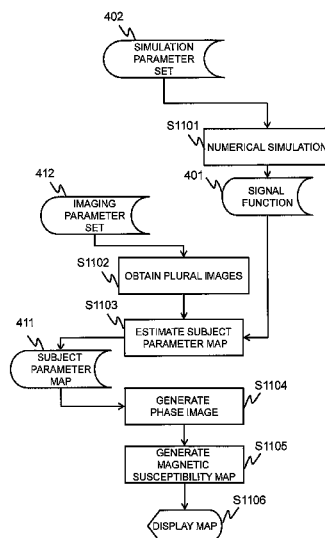 402
SIMULATION
PARAMETER
SET
S1101
NUMERICAL SIMULATION
412
401
IMAGING
PARAMETER
SET
SIGNAL
FUNCTION
S1102
OBTAIN PLURAL IMAGES
S1103
ESTIMATE SUBJECT
PARAMETER MAP
411
SUBJECT
PARAMETER
MAP
S1104
GENERATE
PHASE IMAGE
S1105
GENERATE
MAGNETIC
SUSCEPTIBILITY MAP
S1106
DISPLAY MAP